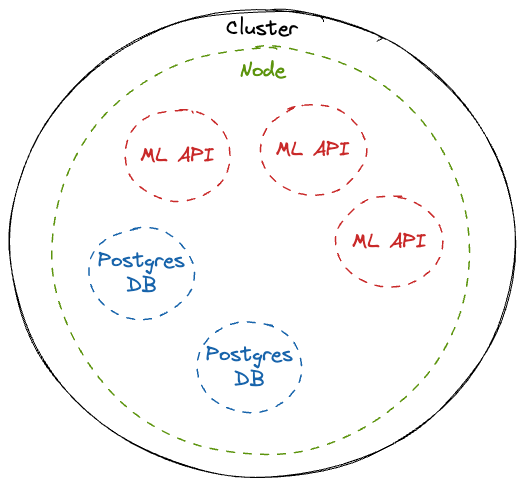 Cluster
Node
ML API
ML API
ML API
Postgres
DB
Postgres
DB